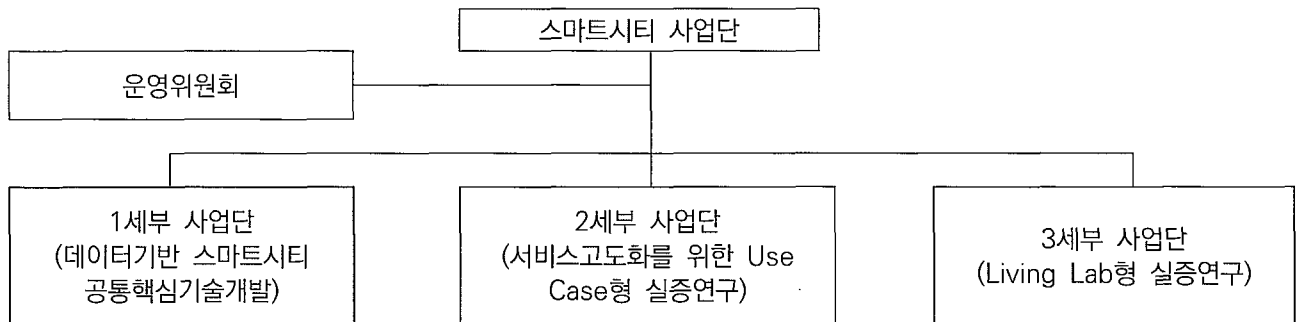 스마트시티 사업단
운영위원회
1세부 사업단
(데이터기반 스마트시티
공통핵심기술개발)
2세부 사업단
(서비스고도화를 위한 Use
Case형 실증연구)
3세부 사업단
(Living Lab형 실증연구)